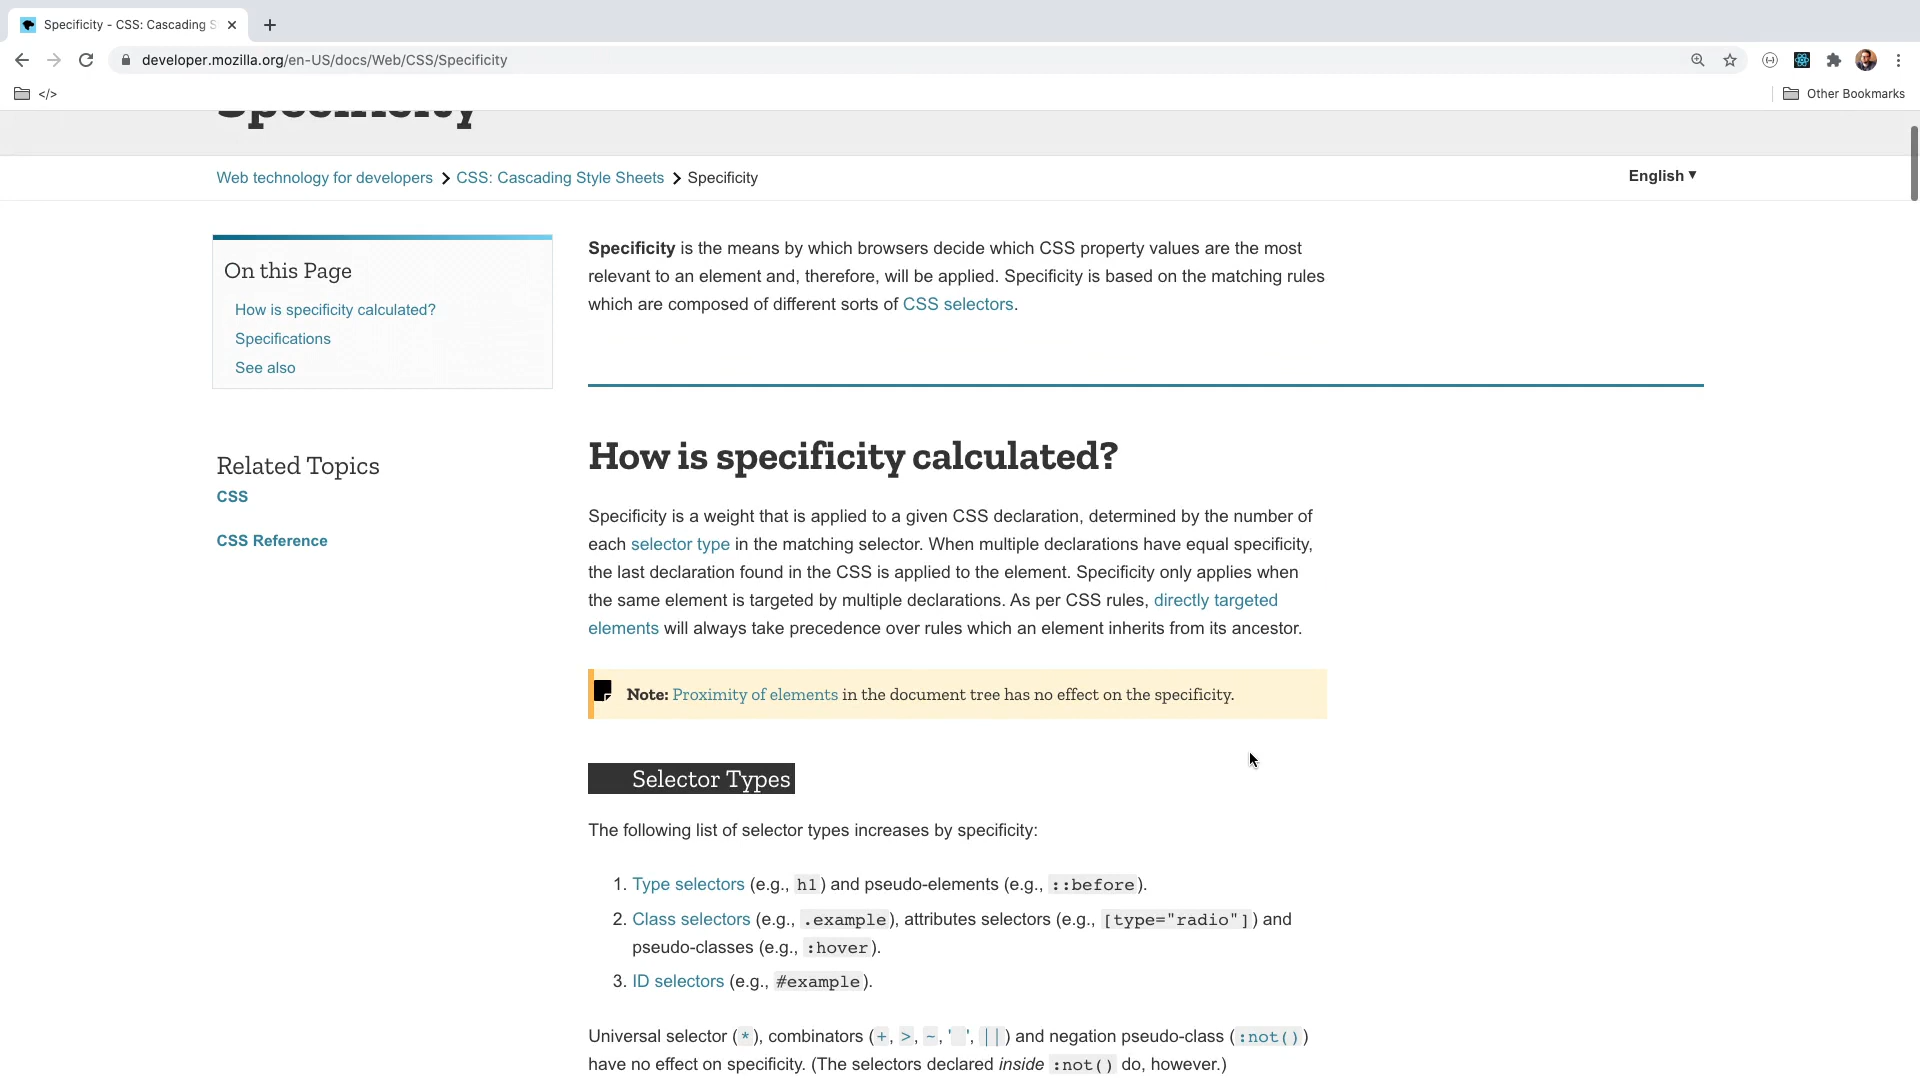 Specificity - CSS: Cascading S
developer.mozilla.org/en-US/docs/Web/CSS/Specificity
</>
Other Bookmarks
Specificity
Web technology for developers
CSS: Cascading Style Sheets
Specificity
English ▼
On this Page
How is specificity calculated?
Specifications
See also
Related Topics
CSS
CSS Reference
Specificity is the means by which browsers decide which CSS property values are the most
relevant to an element and, therefore, will be applied. Specificity is based on the matching rules
which are composed of different sorts of CSS selectors.
How is specificity calculated?
Specificity is a weight that is applied to a given CSS declaration, determined by the number of
each selector type in the matching selector. When multiple declarations have equal specificity,
the last declaration found in the CSS is applied to the element. Specificity only applies when
the same element is targeted by multiple declarations. As per CSS rules, directly targeted
elements will always take precedence over rules which an element inherits from its ancestor.
Note: Proximity of elements in the document tree has no effect on the specificity.
Selector Types
The following list of selector types increases by specificity:
1. Type selectors (e.g., h1) and pseudo-elements (e.g., ::before).
2. Class selectors (e.g., .example), attributes selectors (e.g., [type="radio"]) and
pseudo-classes (e.g., :hover).
3. ID selectors (e.g., #example).
Universal selector (*), combinators (+, >, ~, ' ', ||) and negation pseudo-class (:not())
have no effect on specificity. (The selectors declared inside :not() do, however.)